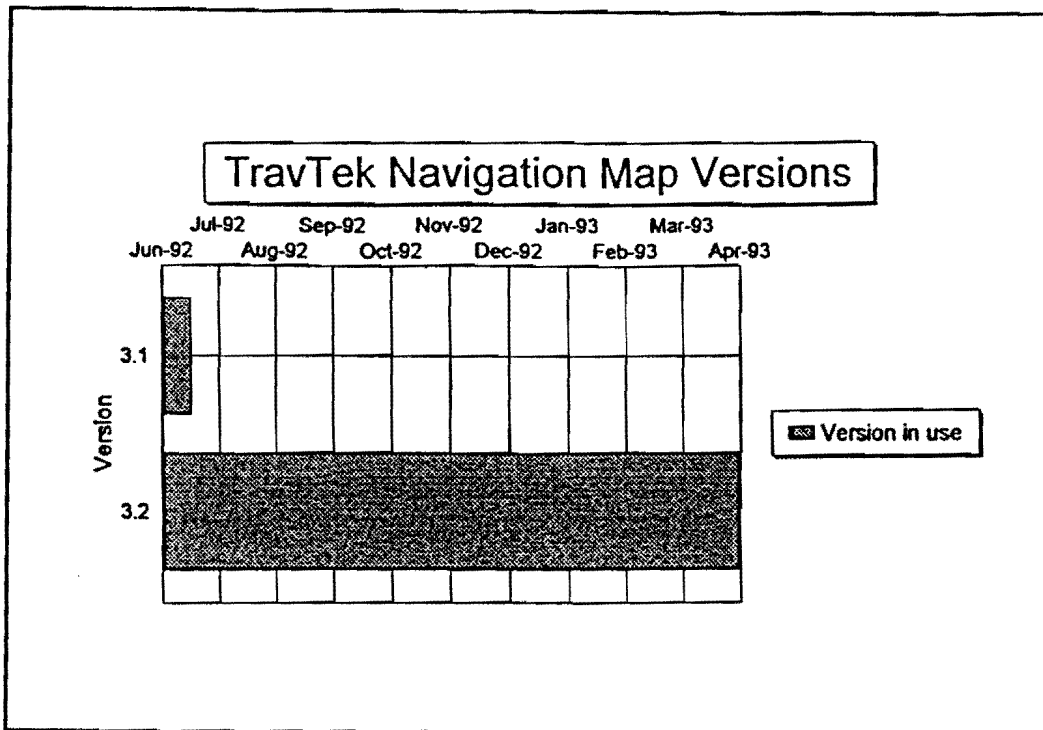 TravTek Navigation Map Versions
Jul-92 Sep-92 Nov-92 Jan-93 Mar-93
Jun-92 Aug-92 Oct-92 Dec-92 Feb-93 Apr-93
3.1
Version
3.2
Version in use